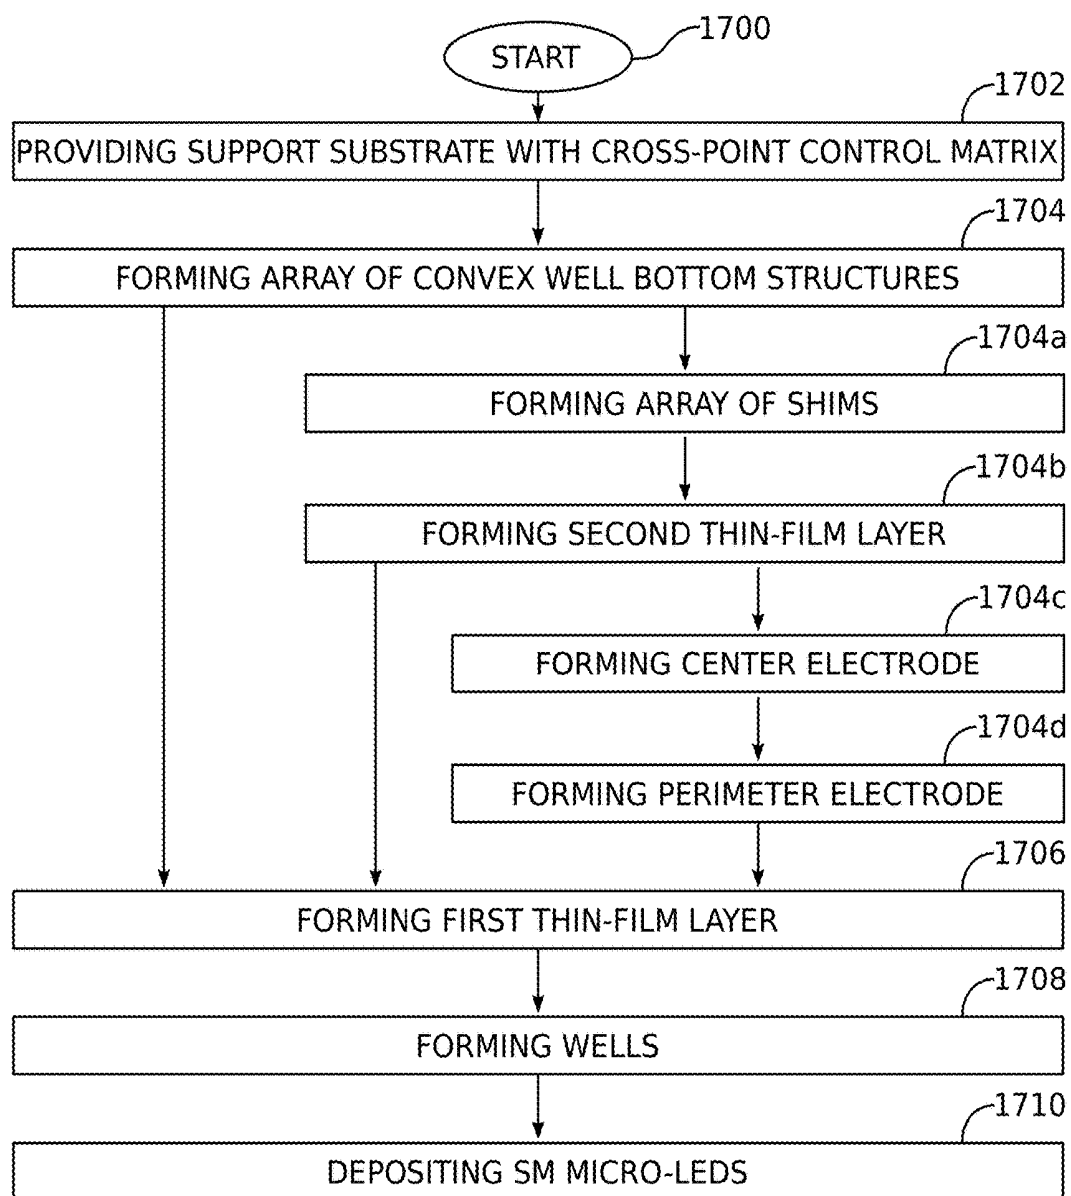 1700
START
1702
PROVIDING SUPPORT SUBSTRATE WITH CROSS-POINT CONTROL MATRIX
1704
FORMING ARRAY OF CONVEX WELL BOTTOM STRUCTURES
1704a
FORMING ARRAY OF SHIMS
1704b
FORMING SECOND THIN-FILM LAYER
1704c
FORMING CENTER ELECTRODE
1704d
FORMING PERIMETER ELECTRODE
1706
FORMING FIRST THIN-FILM LAYER
1708
FORMING WELLS
1710
DEPOSITING SM MICRO-LEDS